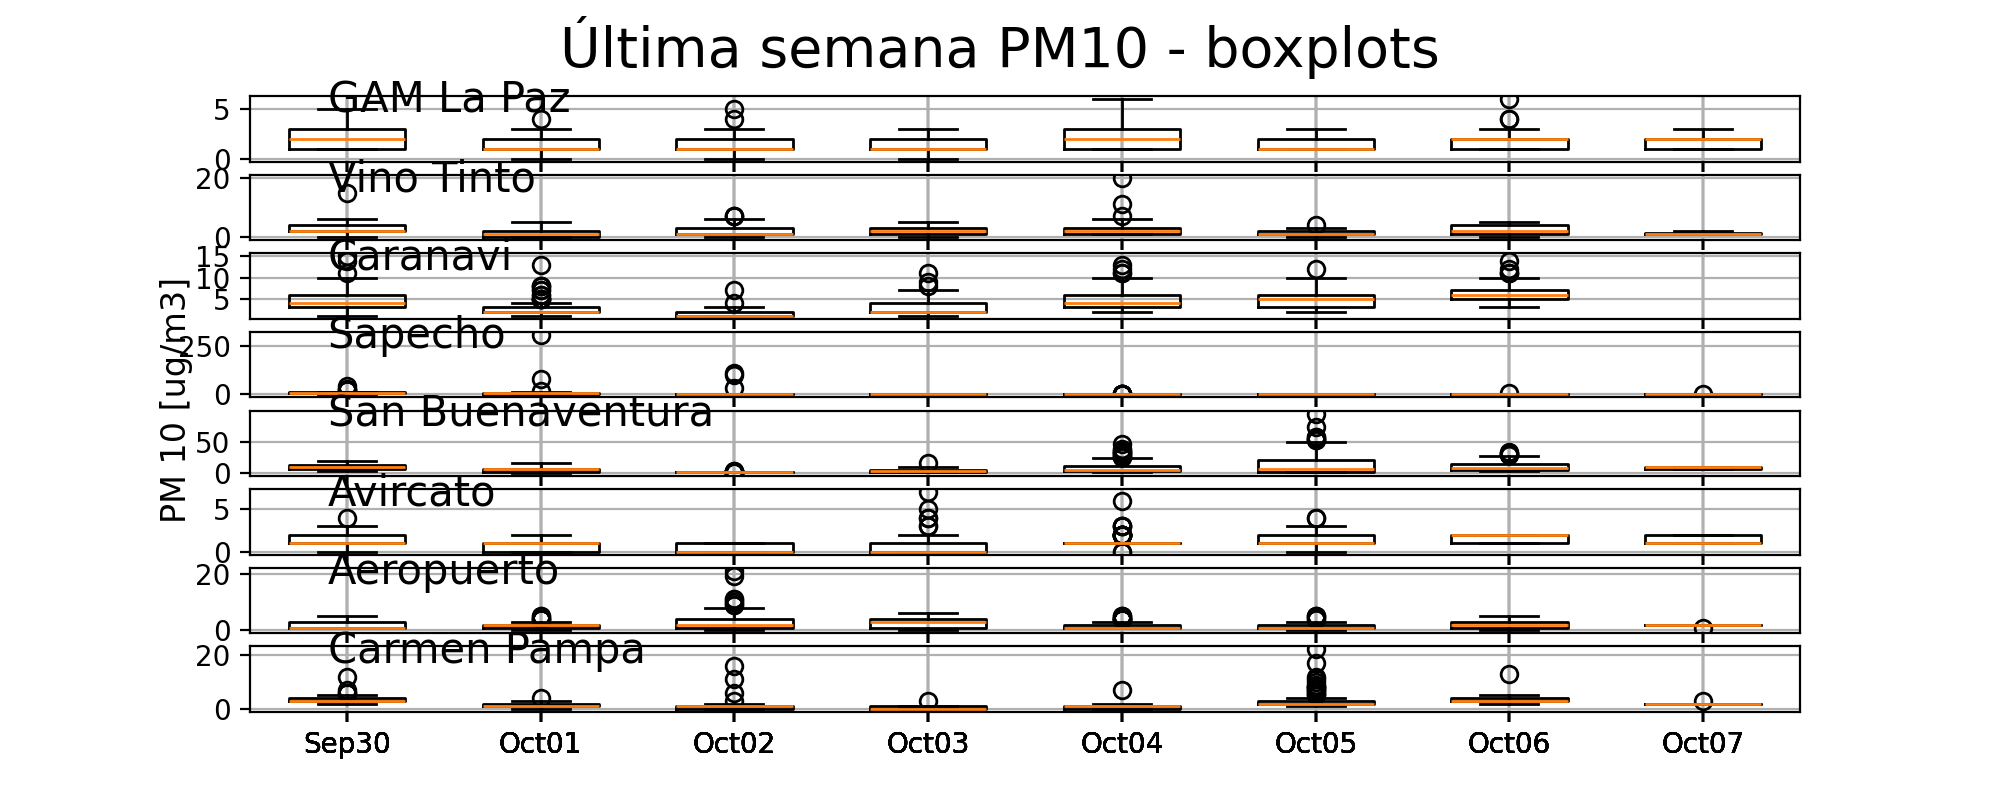 Última semana PM10 - boxplots
GAM La Paz
5
0
Vino Tinto
20
0
Caranavi
15
10
5
Sapecho
250
0
PM 10 [ug/m3]
San Buenaventura
50
0
Avircato
5
0
Aeropuerto
20
0
Carmen Pampa
20
0
Sep30 Oct01 Oct02 Oct03 Oct04 Oct05 Oct06 Oct07